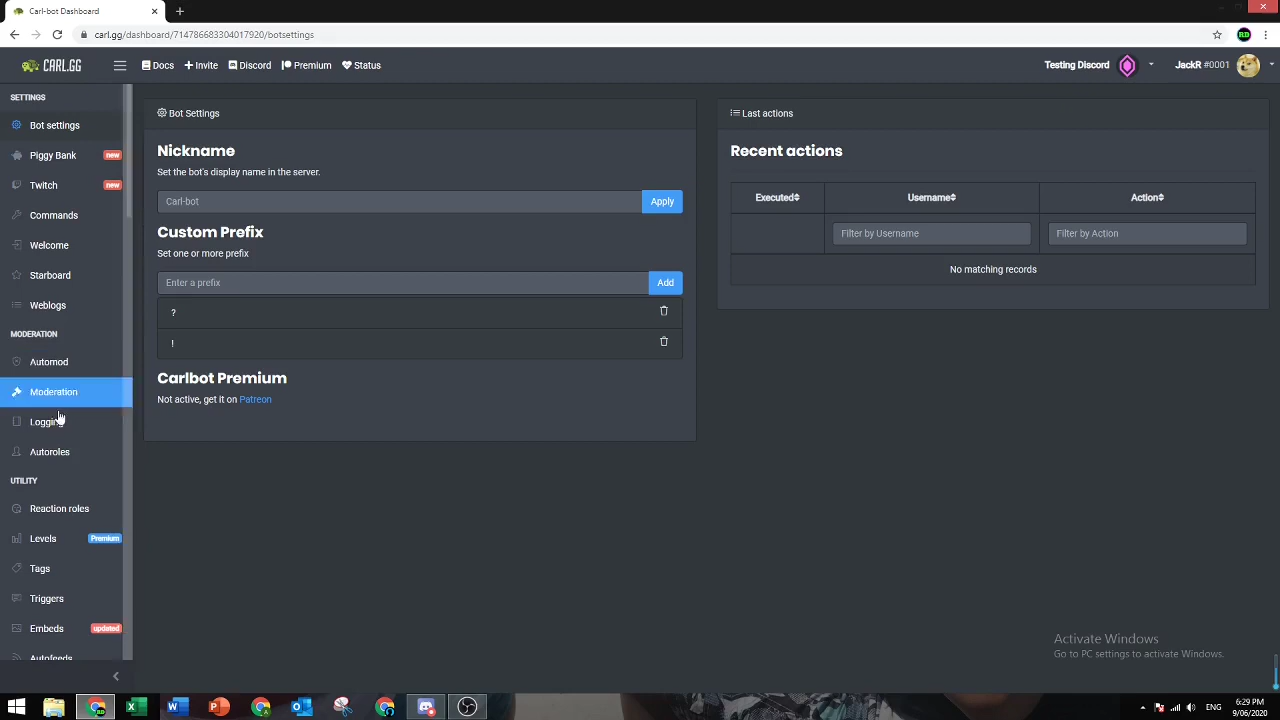 Carl-bot Dashboard
carl.gg/dashboard/714786683304017920/botsettings
CARL.GG
Docs
Invite
Discord
Premium
Status
Testing Discord
JackR #0001
SETTINGS
Bot settings
Piggy Bank new
Twitch new
Commands
Welcome
Starboard
Weblogs
MODERATION
Automod
Moderation
Logging
Autoroles
UTILITY
Reaction roles
Levels Premium
Tags
Triggers
Embeds updated
Autofeeds
Bot Settings
Nickname
Set the bot's display name in the server.
Carl-bot Apply
Custom Prefix
Set one or more prefix
Enter a prefix Add
?
!
Carlbot Premium
Not active, get it on Patreon
Last actions
Recent actions
Executed Username Action
Filter by Username Filter by Action
No matching records
Activate Windows
Go to PC settings to activate Windows.
ENG
6:29 PM
9/06/2020